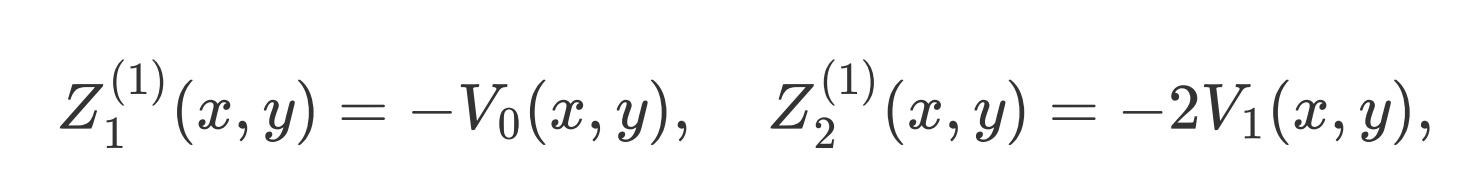 Z_1^{(1)}(x, y) = -V_0(x, y),    Z_2^{(1)}(x, y) = -2V_1(x, y),